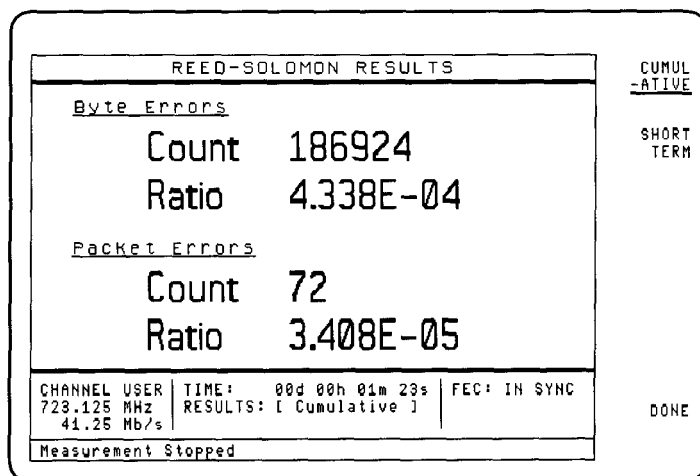 REED-SOLOMON RESULTS
Byte Errors
Count 186924
Ratio 4.338E-04
Packet Errors
Count 72
Ratio 3.408E-05
CHANNEL USER
723.125 MHz
41.25 Mb/s
TIME: 00d 00h 01m 23s
RESULTS: [ Cumulative ]
FEC: IN SYNC
Measurement Stopped
CUMUL
-ATIVE
SHORT
TERM
DONE